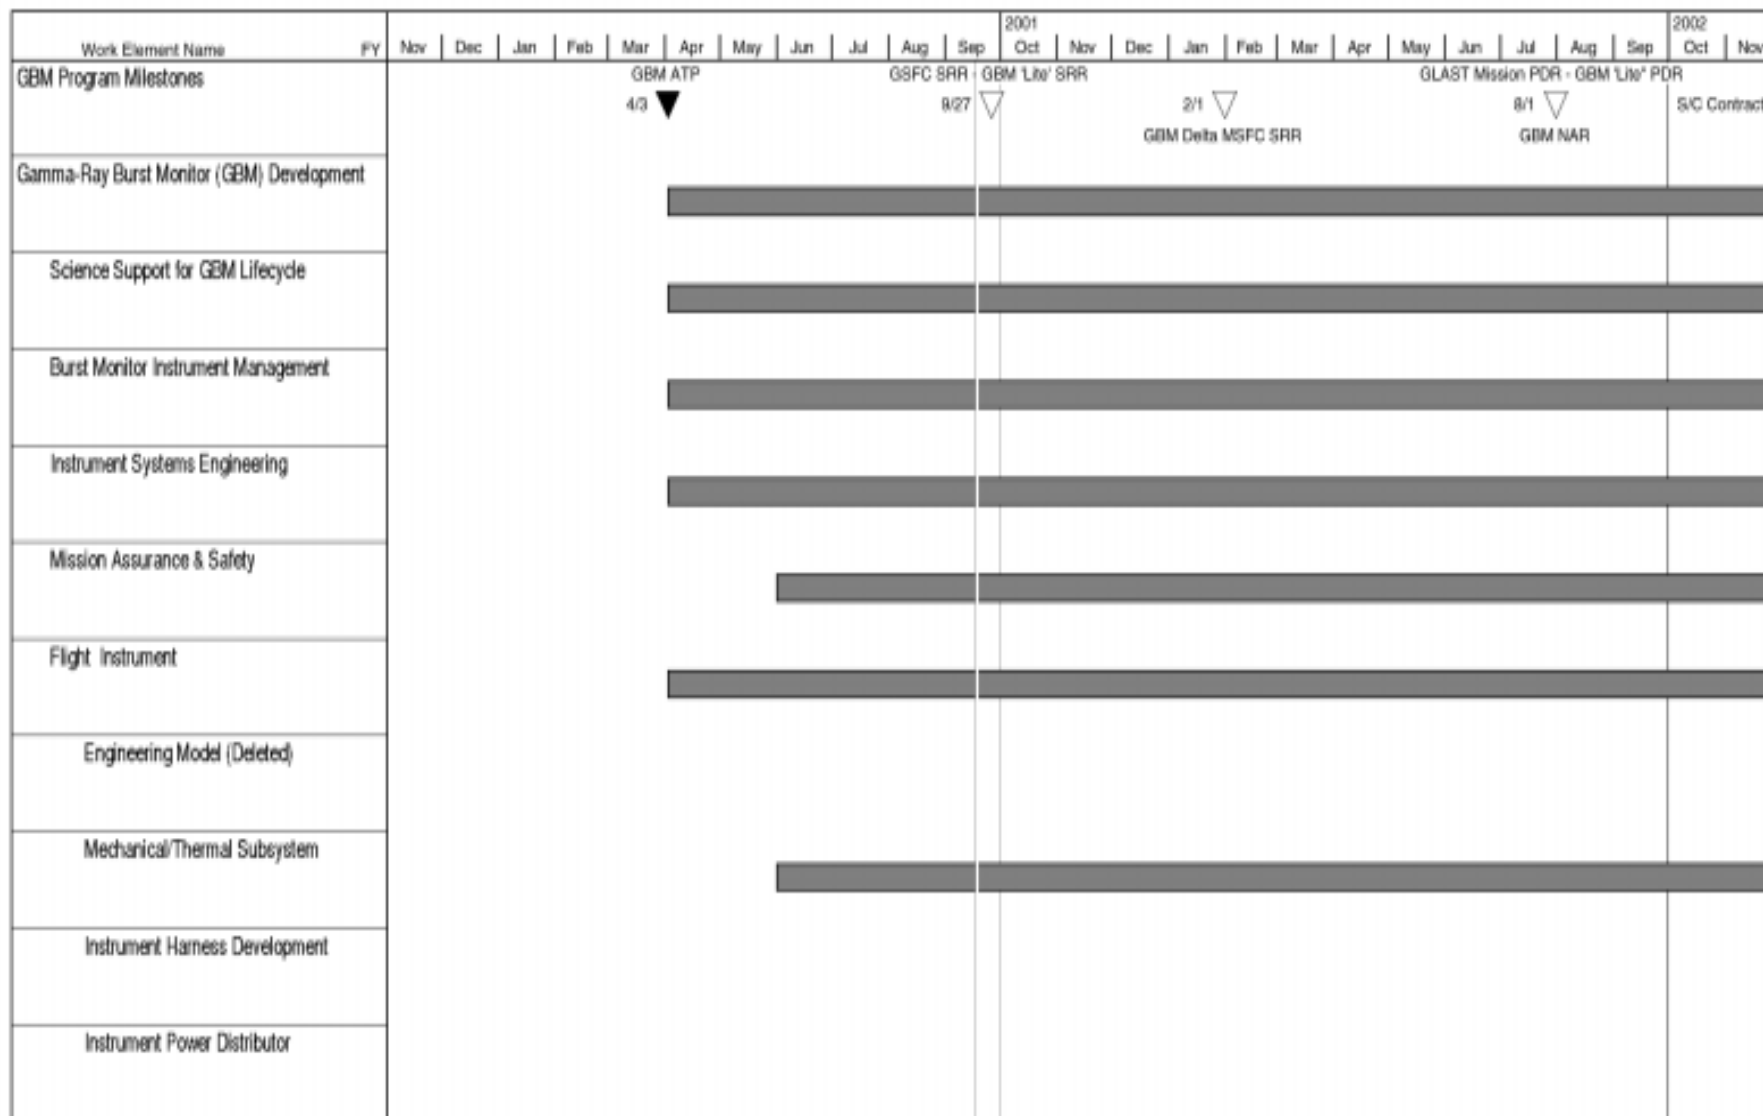 2001 2002
Work Element Name FY Nov Dec Jan Feb Mar Apr May Jun Jul Aug Sep Oct Nov Dec Jan Feb Mar Apr May Jun Jul Aug Sep Oct Nov
GBM Program Milestones GBM ATP GSFC SRR - GBM 'Lite' SRR GLAST Mission PDR - GBM 'Lite" PDR
4/3 9/27 2/1 8/1 S/C Contract
GBM Delta MSFC SRR GBM NAR
Gamma-Ray Burst Monitor (GBM) Development
Science Support for GBM Lifecycle
Burst Monitor Instrument Management
Instrument Systems Engineering
Mission Assurance & Safety
Flight Instrument
Engineering Model (Deleted)
Mechanical/Thermal Subsystem
Instrument Harness Development
Instrument Power Distributor